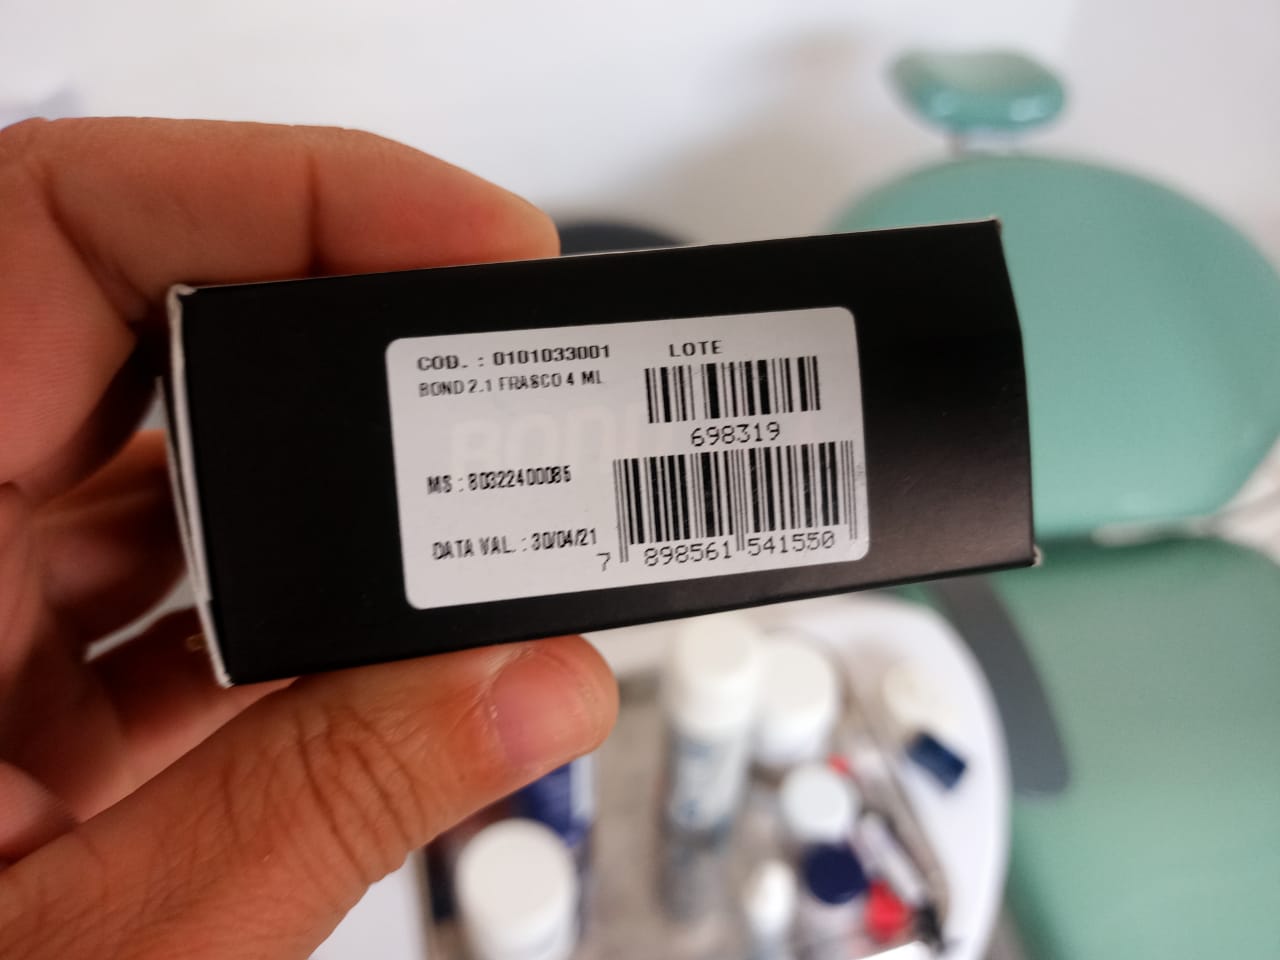 COD. : 0101033001
BOND 2.1 FRASCO 4 ML
MS : 80322400086
DATA VAL. : 30/04/21
LOTE
698319
7 898561 541550